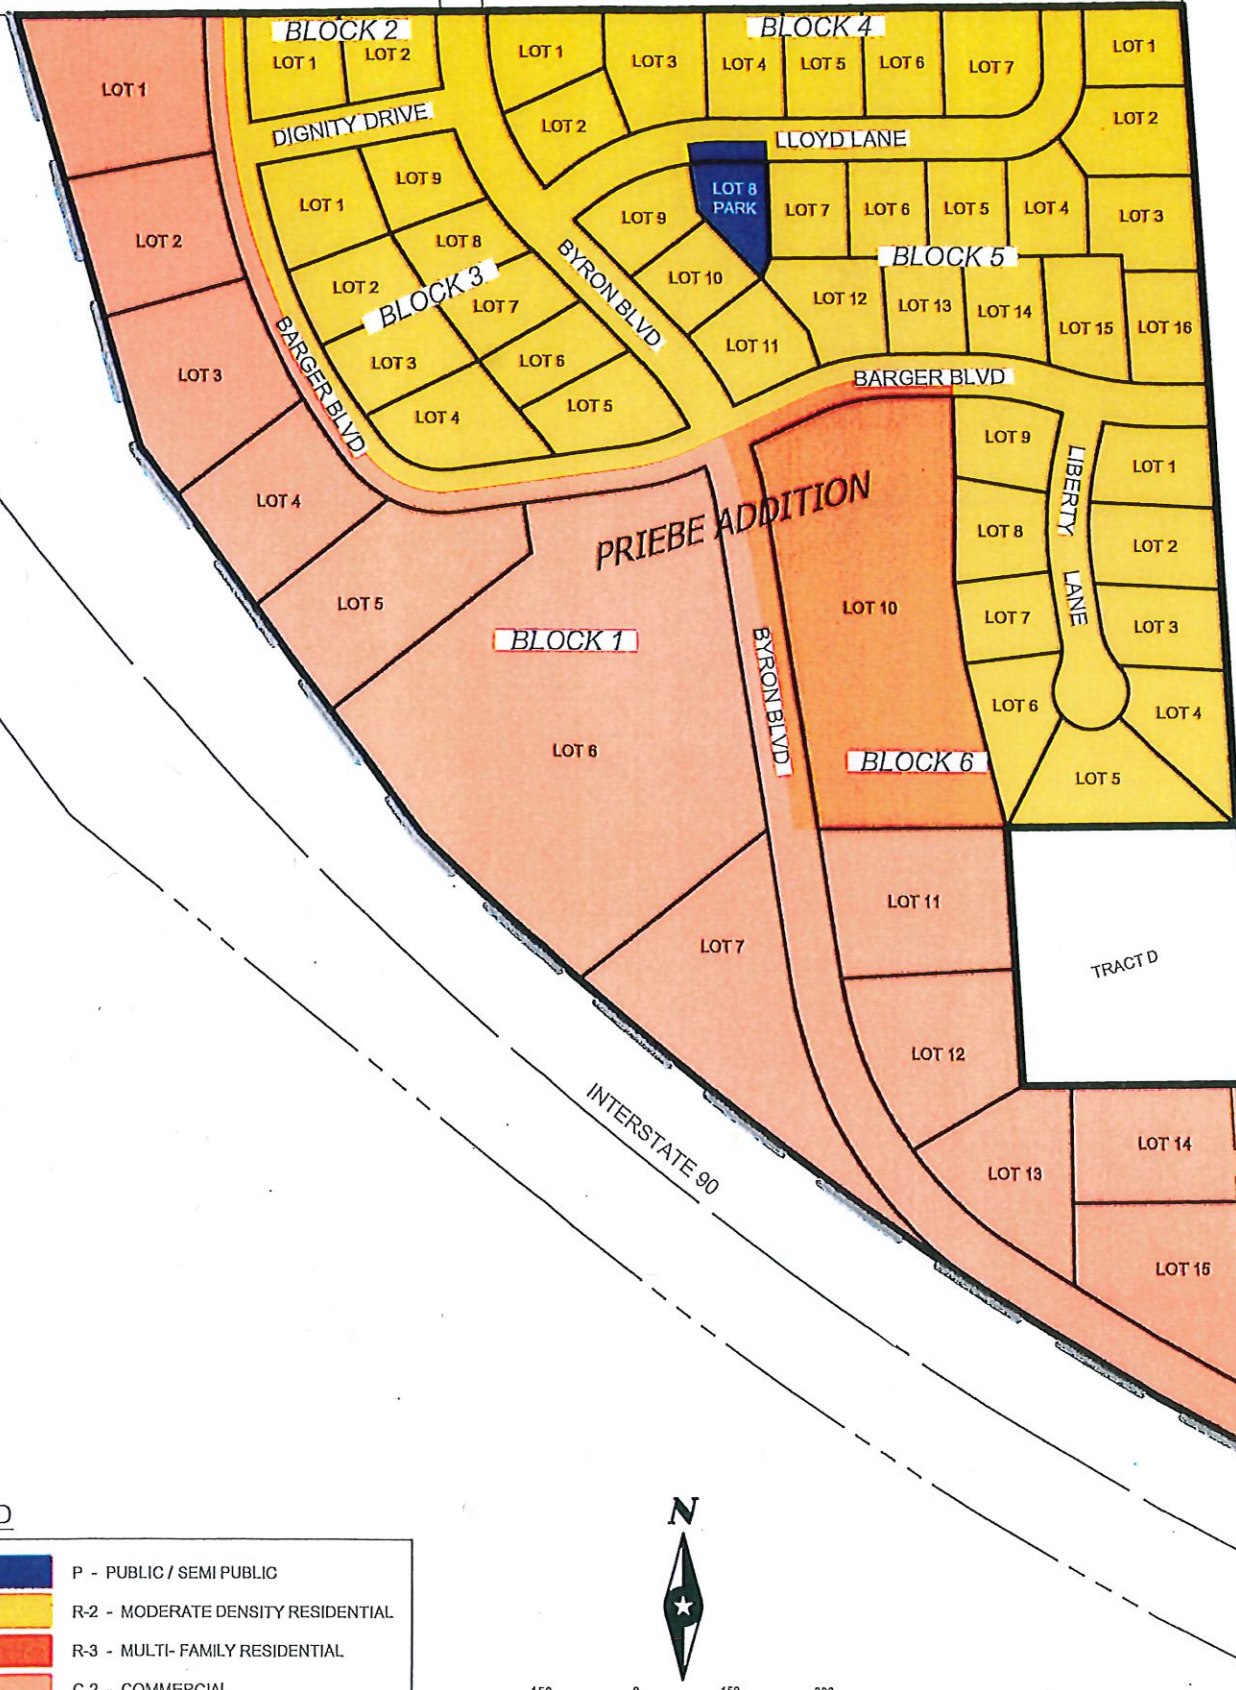 BLOCK 2
LOT 1
LOT 2
BLOCK 4
LOT 1
LOT 2
LOT 3
LOT 4
LOT 5
LOT 6
LOT 7
LOT 1
LOT 2
LOT 3
LOT 1
LOT 2
LOT 3
LOT 4
LOT 5
LOT 6
LOT 7
DIGNITY DRIVE
LLOYD LANE
BLOCK 3
LOT 1
LOT 2
LOT 3
LOT 4
LOT 5
LOT 6
LOT 7
LOT 8
LOT 9
BYRON BLVD
BARGER BLVD
BLOCK 5
LOT 4
LOT 5
LOT 6
LOT 7
LOT 8
PARK
LOT 9
LOT 10
LOT 11
LOT 12
LOT 13
LOT 14
LOT 15
LOT 16
BARGER BLVD
PRIEBE ADDITION
BLOCK 1
BYRON BLVD
LOT 10
BLOCK 6
LOT 9
LOT 8
LOT 7
LOT 6
LOT 5
LOT 4
LOT 3
LOT 2
LOT 1
LIBERTY
LANE
LOT 11
LOT 12
LOT 13
LOT 14
LOT 15
TRACT D
INTERSTATE 90
N
P - PUBLIC / SEMI PUBLIC
R-2 - MODERATE DENSITY RESIDENTIAL
R-3 - MULTI- FAMILY RESIDENTIAL
C-2 - COMMERCIAL
150 0 150 300